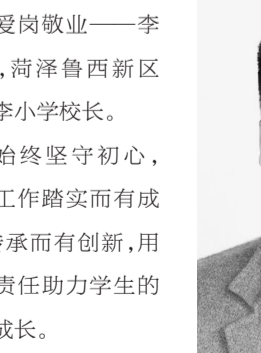 爱岗敬业——李
，菏泽鲁西新区
李小学校长。
始终坚守初心，
工作踏实而有成
传承而有创新，用
责任助力学生的
成长。